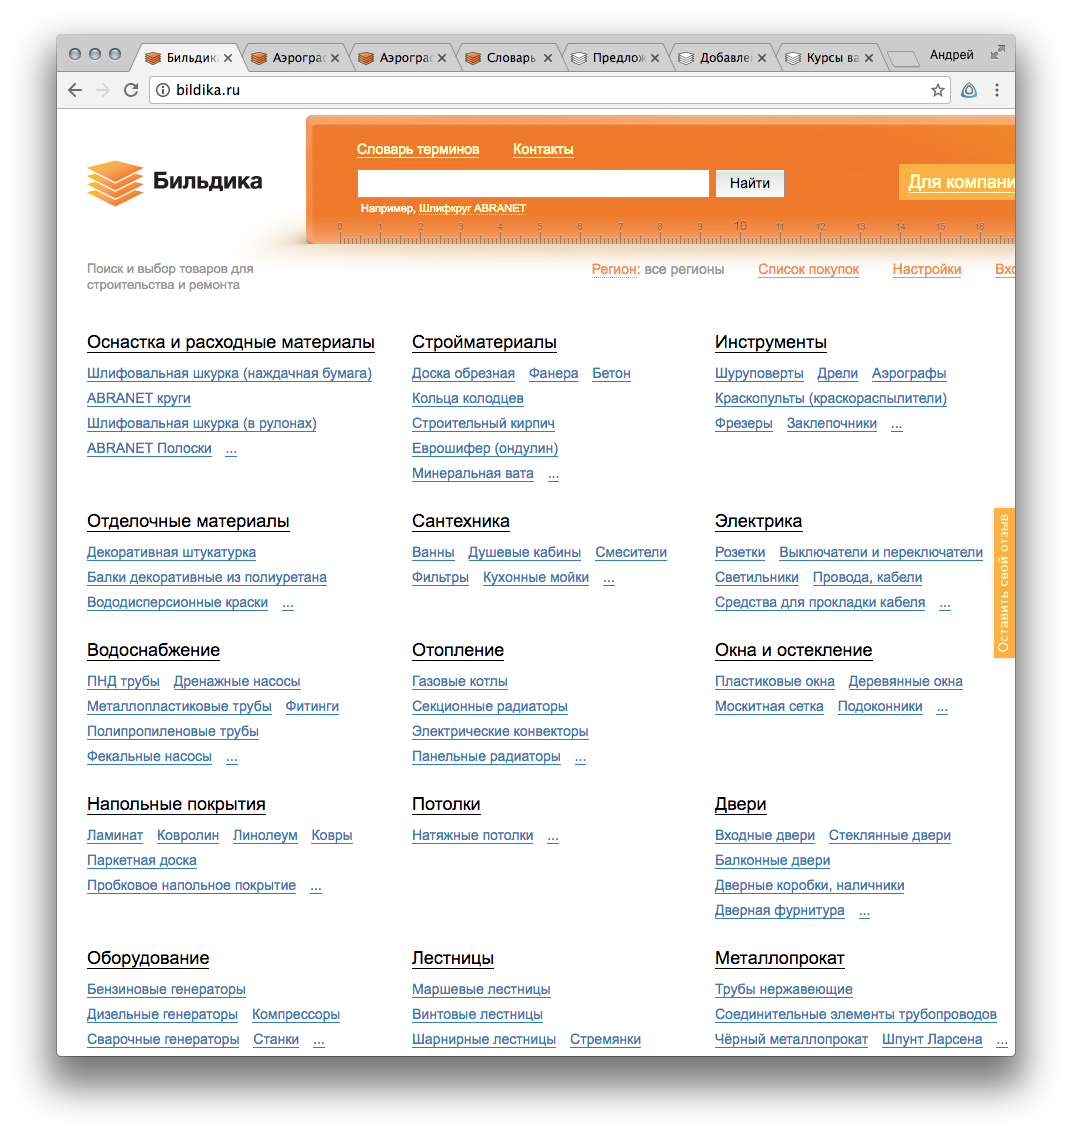 Бильдик Аэрограф Аэрограф Словарь Предлож Добавле Курсы ва Андрей
bildika.ru
Словарь терминов Контакты
Бильдика
Найти
Для компани
Например, Шлифкруг ABRANET
0 1 2 3 4 5 6 7 8 9 10 11 12 13 14 15 16
Поиск и выбор товаров для
строительства и ремонта
Регион: все регионы Список покупок Настройки Вхо
Оснастка и расходные материалы
Шлифовальная шкурка (наждачная бумага)
ABRANET круги
Шлифовальная шкурка (в рулонах)
ABRANET Полоски ...
Стройматериалы
Доска обрезная Фанера Бетон
Кольца колодцев
Строительный кирпич
Еврошифер (ондулин)
Минеральная вата ...
Инструменты
Шуруповерты Дрели Аэрографы
Краскопульты (краскораспылители)
Фрезеры Заклепочники ...
Отделочные материалы
Декоративная штукатурка
Балки декоративные из полиуретана
Вододисперсионные краски ...
Сантехника
Ванны Душевые кабины Смесители
Фильтры Кухонные мойки ...
Электрика
Розетки Выключатели и переключатели
Светильники Провода, кабели
Средства для прокладки кабеля ...
Оставить свой отзыв
Водоснабжение
ПНД трубы Дренажные насосы
Металлопластиковые трубы Фитинги
Полипропиленовые трубы
Фекальные насосы ...
Отопление
Газовые котлы
Секционные радиаторы
Электрические конвекторы
Панельные радиаторы ...
Окна и остекление
Пластиковые окна Деревянные окна
Москитная сетка Подоконники ...
Напольные покрытия
Ламинат Ковролин Линолеум Ковры
Паркетная доска
Пробковое напольное покрытие ...
Потолки
Натяжные потолки ...
Двери
Входные двери Стеклянные двери
Балконные двери
Дверные коробки, наличники
Дверная фурнитура ...
Оборудование
Бензиновые генераторы
Дизельные генераторы Компрессоры
Сварочные генераторы Станки ...
Лестницы
Маршевые лестницы
Винтовые лестницы
Шарнирные лестницы Стремянки
Металлопрокат
Трубы нержавеющие
Соединительные элементы трубопроводов
Чёрный металлопрокат Шпунт Ларсена ...